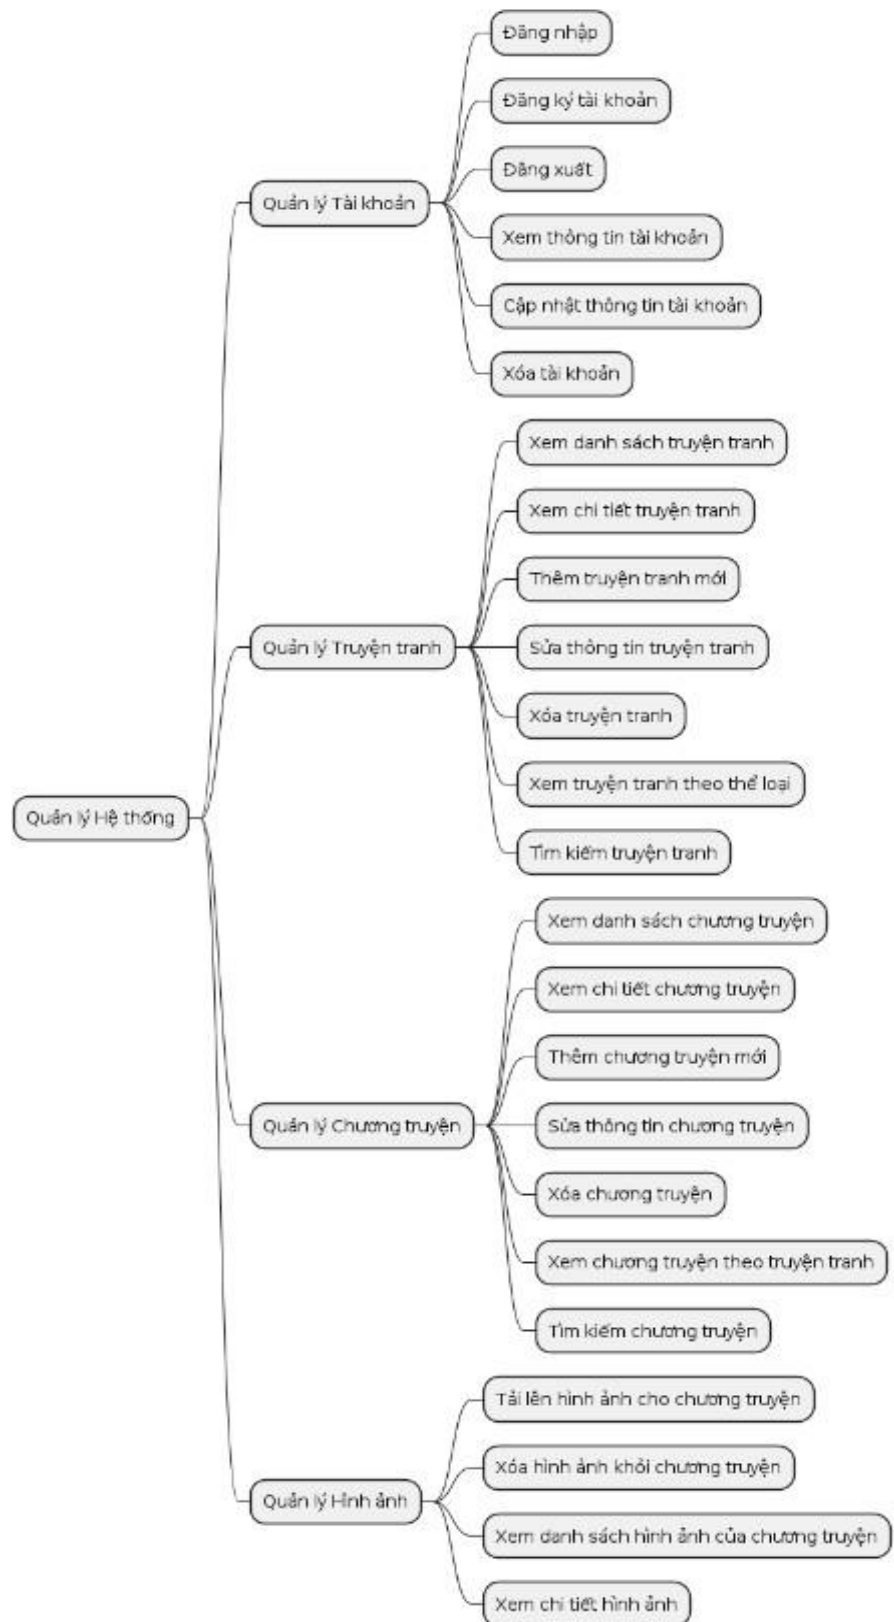 Đăng nhập
Đăng ký tài khoản
Đăng xuất
Quản lý Tài khoản
Xem thông tin tài khoản
Cập nhật thông tin tài khoản
Xóa tài khoản
Xem danh sách truyện tranh
Xem chi tiết truyện tranh
Thêm truyện tranh mới
Quản lý Truyện tranh
Sửa thông tin truyện tranh
Xóa truyện tranh
Xem truyện tranh theo thể loại
Quản lý Hệ thống
Tìm kiếm truyện tranh
Xem danh sách chương truyện
Xem chi tiết chương truyện
Thêm chương truyện mới
Quản lý Chương truyện
Sửa thông tin chương truyện
Xóa chương truyện
Xem chương truyện theo truyện tranh
Tìm kiếm chương truyện
Tải lên hình ảnh cho chương truyện
Xóa hình ảnh khỏi chương truyện
Quản lý Hình ảnh
Xem danh sách hình ảnh của chương truyện
Xem chi tiết hình ảnh